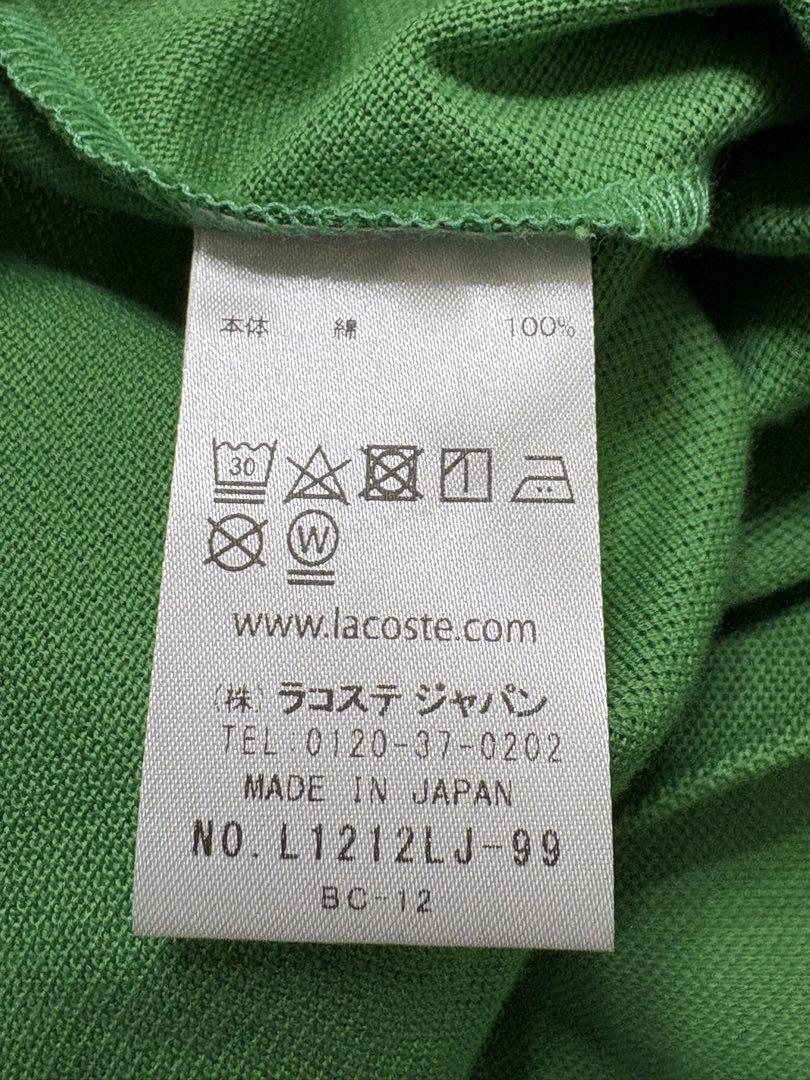 本体 綿 100%
30
W
www.lacoste.com
(株) ラコステ ジャパン
TEL.0120-37-0202
MADE IN JAPAN
NO.L1212LJ-99
BC-12